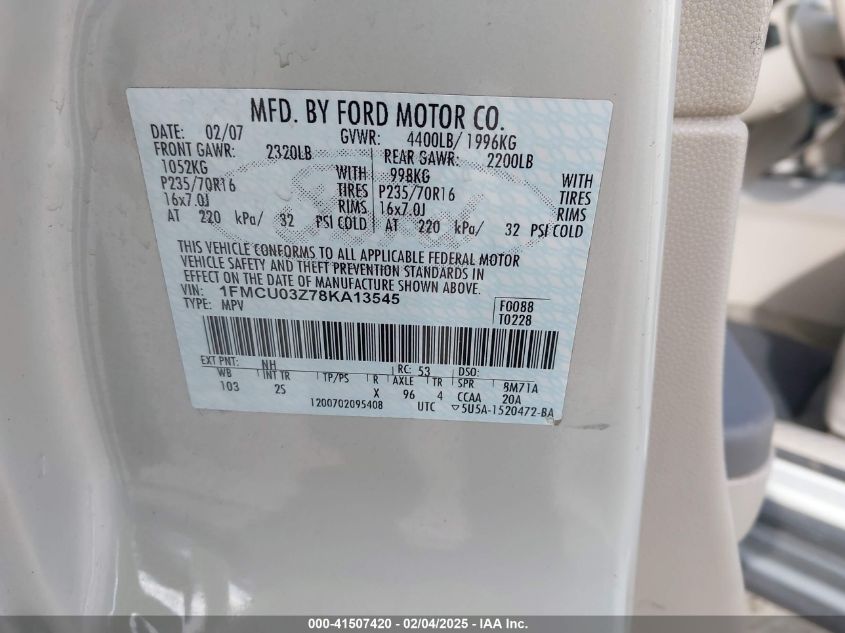 MFD. BY FORD MOTOR CO.
DATE: 02/07 GVWR: 4400LB/ 1996KG
FRONT GAWR: 2320LB REAR GAWR: 2200LB
1052KG WITH 998KG WITH
P235/70R16 TIRES P235/70R16 TIRES
16x7.0J RIMS 16x7.0J RIMS
AT 220 kPa/ 32 PSI COLD AT 220 kPa/ 32 PSI COLD
THIS VEHICLE CONFORMS TO ALL APPLICABLE FEDERAL MOTOR
VEHICLE SAFETY AND THEFT PREVENTION STANDARDS IN
EFFECT ON THE DATE OF MANUFACTURE SHOWN ABOVE.
VIN: 1FMCU03Z78KA13545 F0088
TYPE: MPV T0228
EXT PNT: NH RC: 53 DSO:
WB INT TR TP/PS R AXLE TR SPR 8M71A
103 25 X 96 4 CCAA 20A
1200702095408 UTC ▽5U5A-1520472-BA
000-41507420 - 02/04/2025 - IAA Inc.